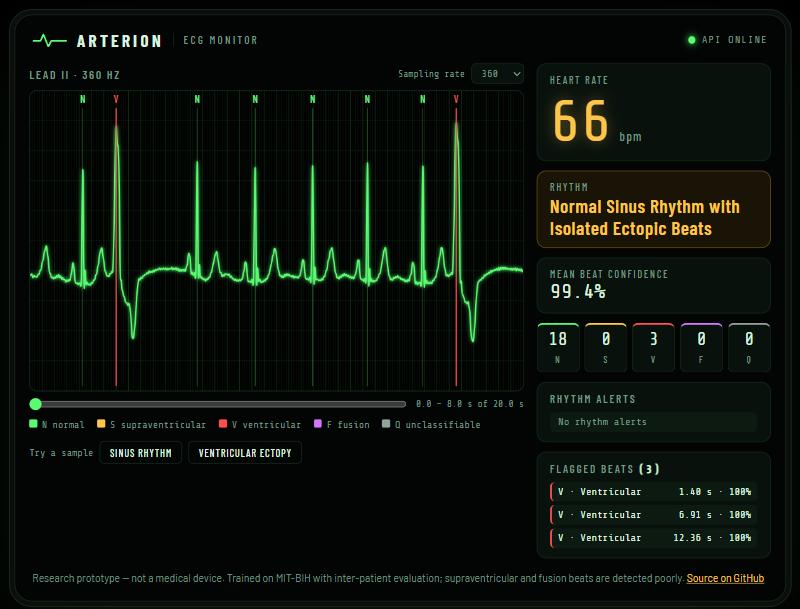 ARTERION ECG MONITOR
API ONLINE
LEAD II · 360 HZ
Sampling rate 360
N V N N N N N V
0.0 – 8.0 s of 20.0 s
N normal S supraventricular V ventricular F fusion Q unclassifiable
Try a sample SINUS RHYTHM VENTRICULAR ECTOPY
HEART RATE
66 bpm
RHYTHM
Normal Sinus Rhythm with
Isolated Ectopic Beats
MEAN BEAT CONFIDENCE
99.4%
18 0 3 0 0
N S V F Q
RHYTHM ALERTS
No rhythm alerts
FLAGGED BEATS (3)
V · Ventricular 1.40 s · 100%
V · Ventricular 6.91 s · 100%
V · Ventricular 12.36 s · 100%
Research prototype — not a medical device. Trained on MIT-BIH with inter-patient evaluation; supraventricular and fusion beats are detected poorly. Source on GitHub